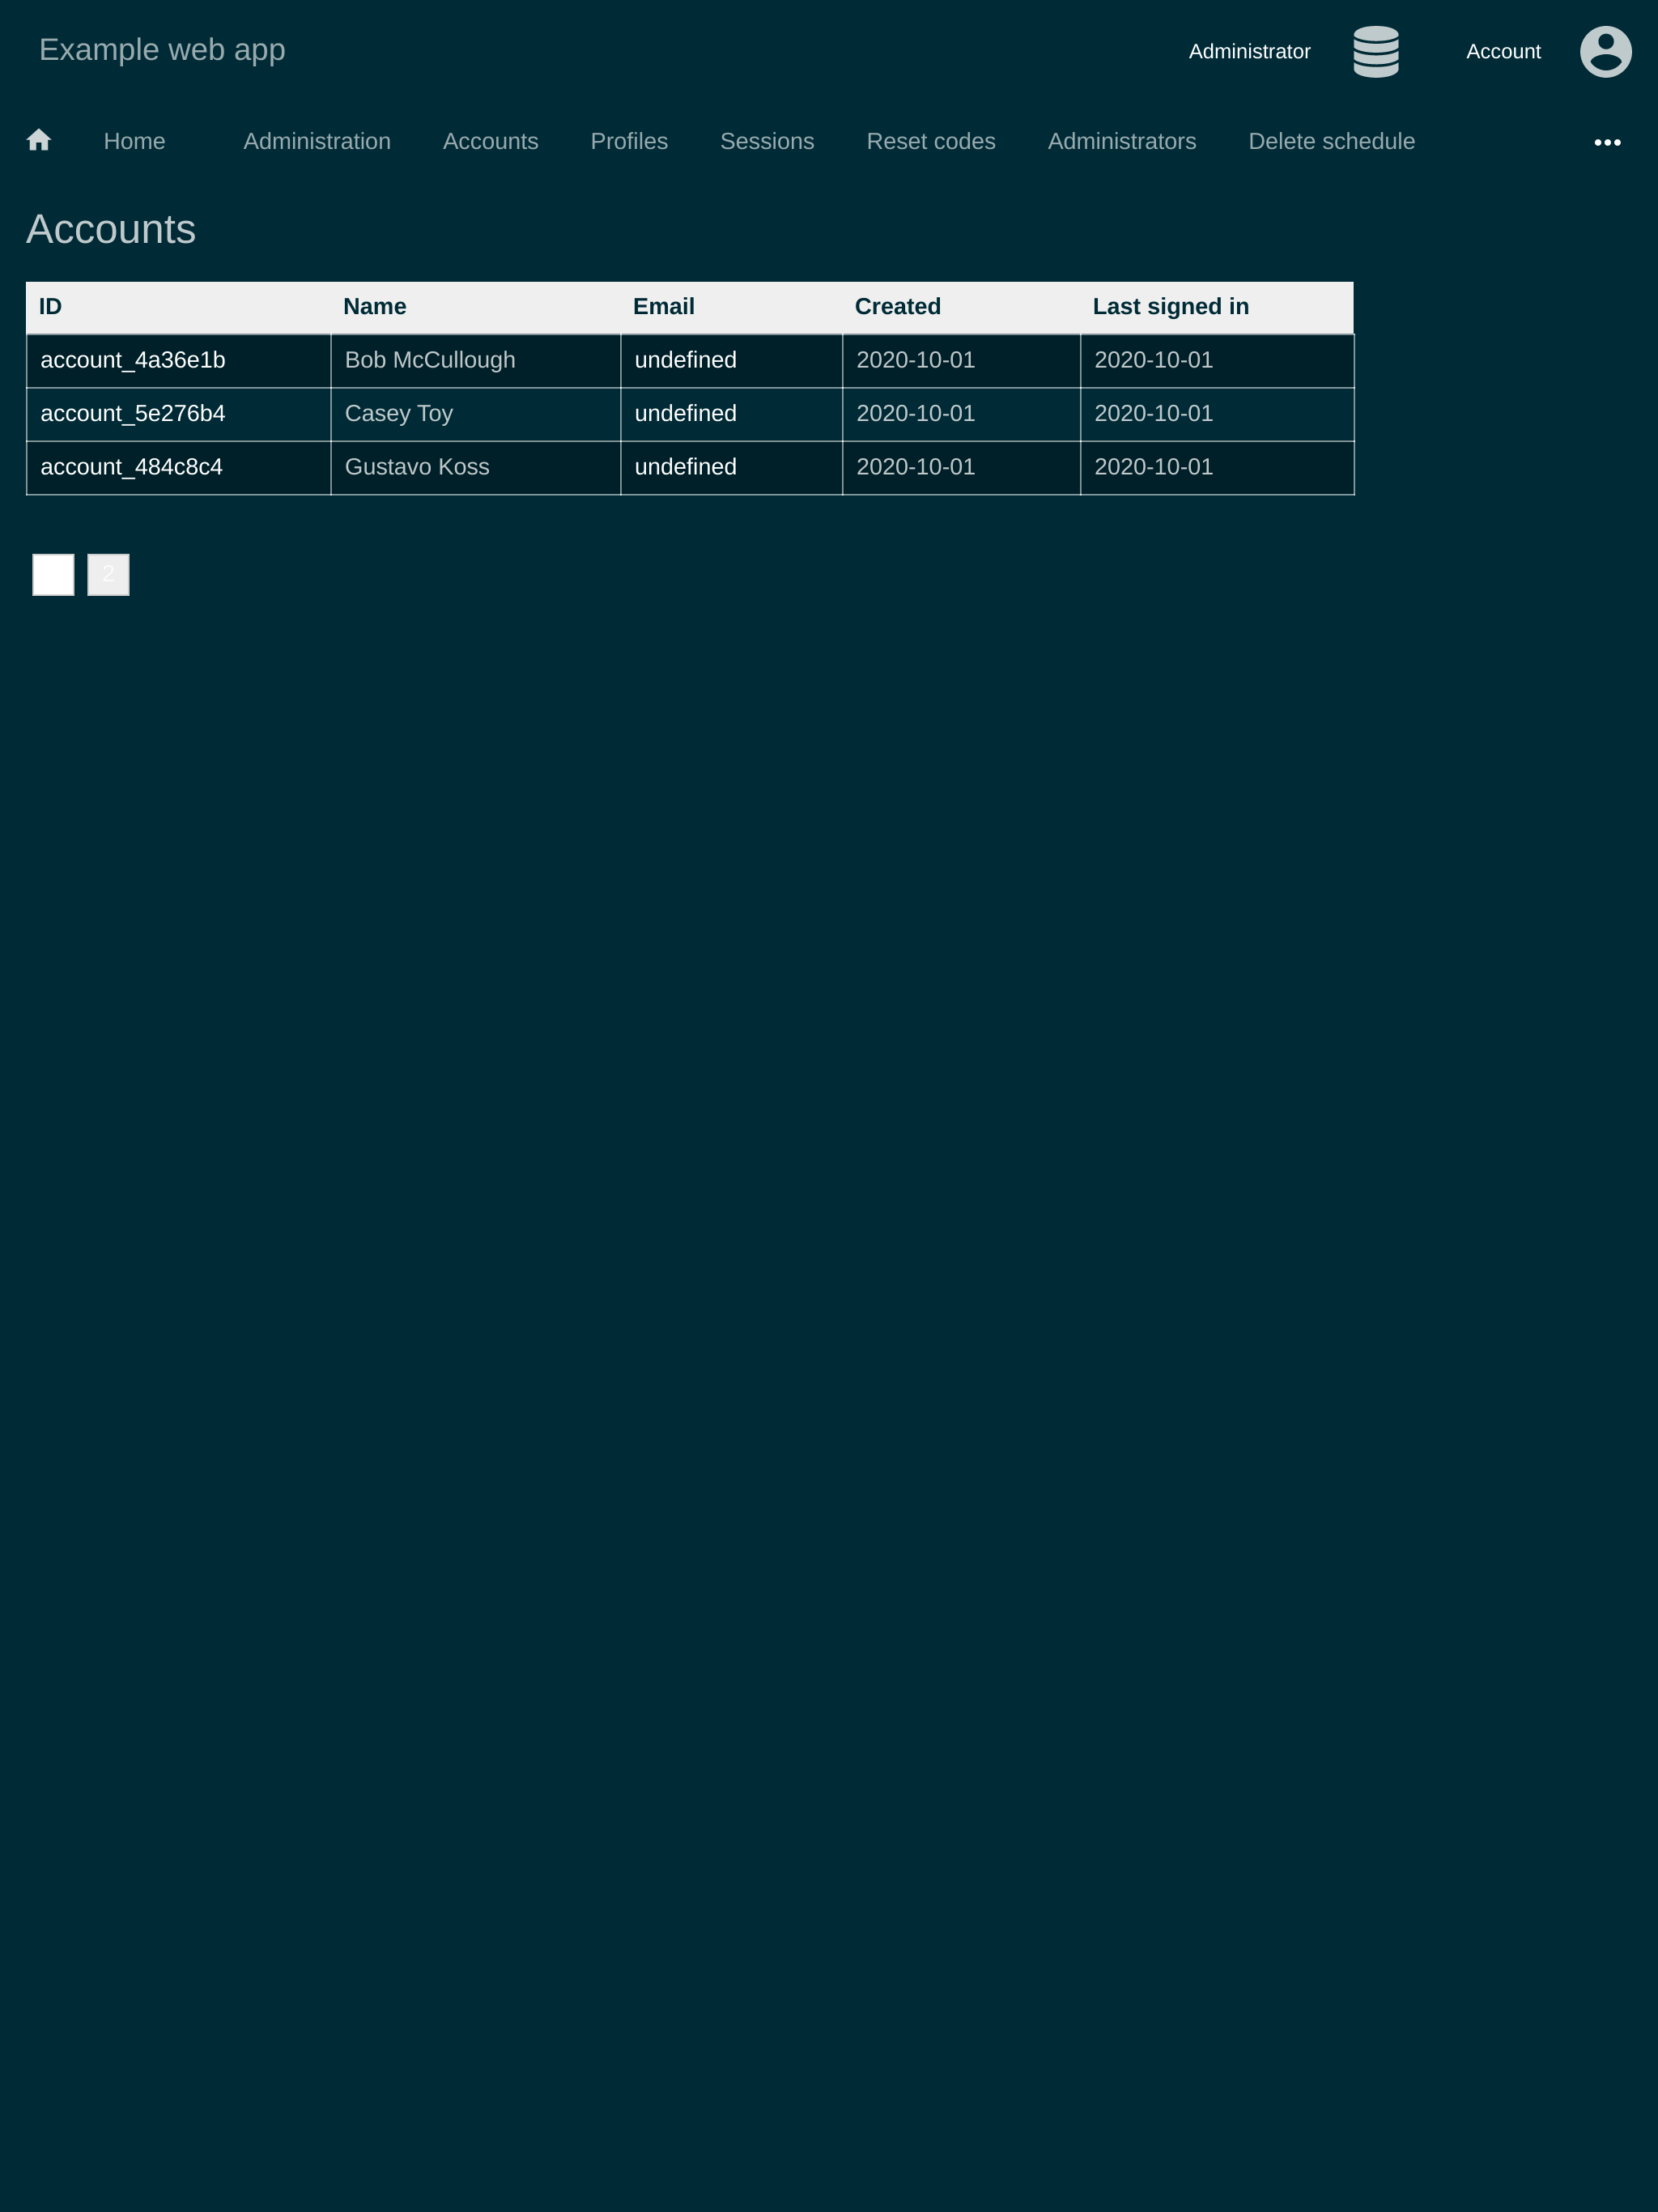 Example web app
Administrator Account
Home Administration Accounts Profiles Sessions Reset codes Administrators Delete schedule
Accounts
ID Name Email Created Last signed in
account_4a36e1b Bob McCullough undefined 2020-10-01 2020-10-01
account_5e276b4 Casey Toy undefined 2020-10-01 2020-10-01
account_484c8c4 Gustavo Koss undefined 2020-10-01 2020-10-01
2